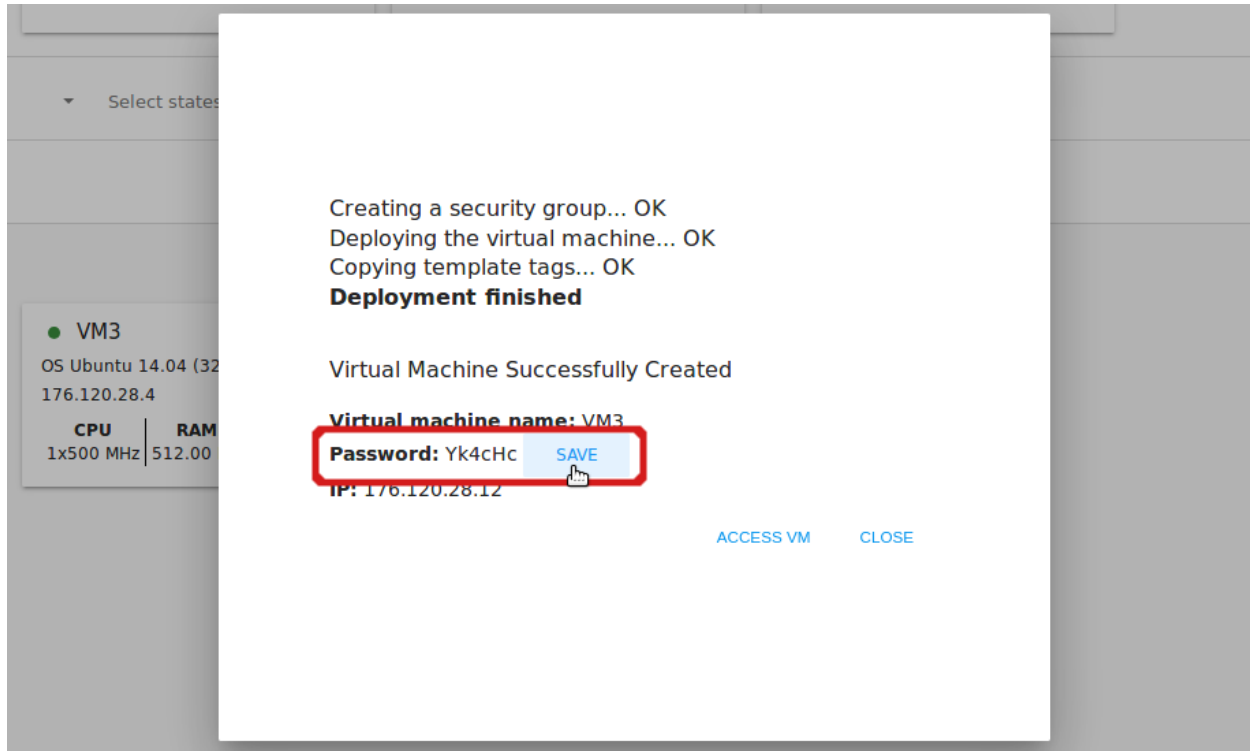 Select states
Creating a security group... OK
Deploying the virtual machine... OK
Copying template tags... OK
Deployment finished
Virtual Machine Successfully Created
Virtual machine name: VM3
Password: Yk4cHc SAVE
IP: 176.120.28.12
ACCESS VM CLOSE
VM3
OS Ubuntu 14.04 (32
176.120.28.4
CPU RAM
1x500 MHz 512.00